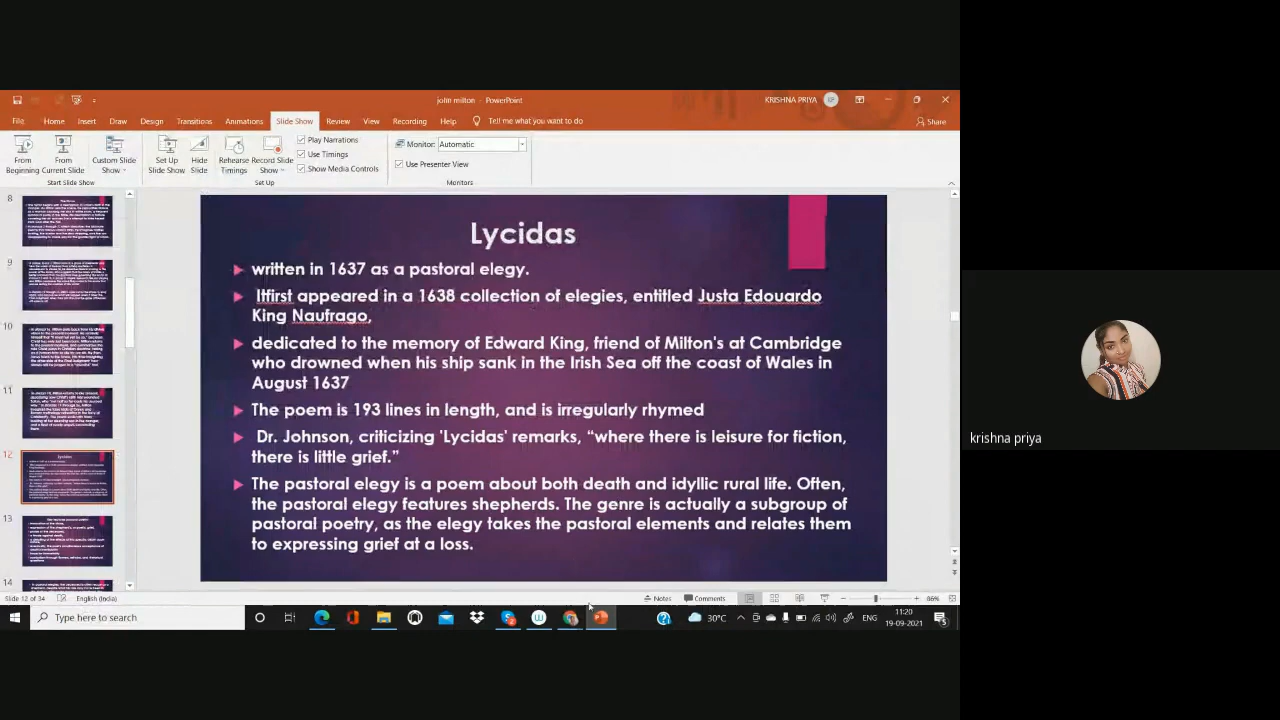 john milton - PowerPoint
KRISHNA PRIYA
File Home Insert Draw Design Transitions Animations Slide Show Review View Recording Help Tell me what you want to do
Share
From Beginning
From Current Slide
Custom Slide Show
Set Up Slide Show
Hide Slide
Rehearse Timings
Record Slide Show
Play Narrations
Use Timings
Show Media Controls
Monitor: Automatic
Use Presenter View
Start Slide Show
Set Up
Monitors
8
9
10
11
12
13
14
Lycidas
written in 1637 as a pastoral elegy.
Itfirst appeared in a 1638 collection of elegies, entitled Justa Edouardo
King Naufrago,
dedicated to the memory of Edward King, friend of Milton's at Cambridge
who drowned when his ship sank in the Irish Sea off the coast of Wales in
August 1637
The poem is 193 lines in length, and is irregularly rhymed
Dr. Johnson, criticizing 'Lycidas' remarks, “where there is leisure for fiction,
there is little grief.”
The pastoral elegy is a poem about both death and idyllic rural life. Often,
the pastoral elegy features shepherds. The genre is actually a subgroup of
pastoral poetry, as the elegy takes the pastoral elements and relates them
to expressing grief at a loss.
krishna priya
Slide 12 of 34 English (India)
Notes Comments 86%
Type here to search
30°C ENG
11:20
19-09-2021